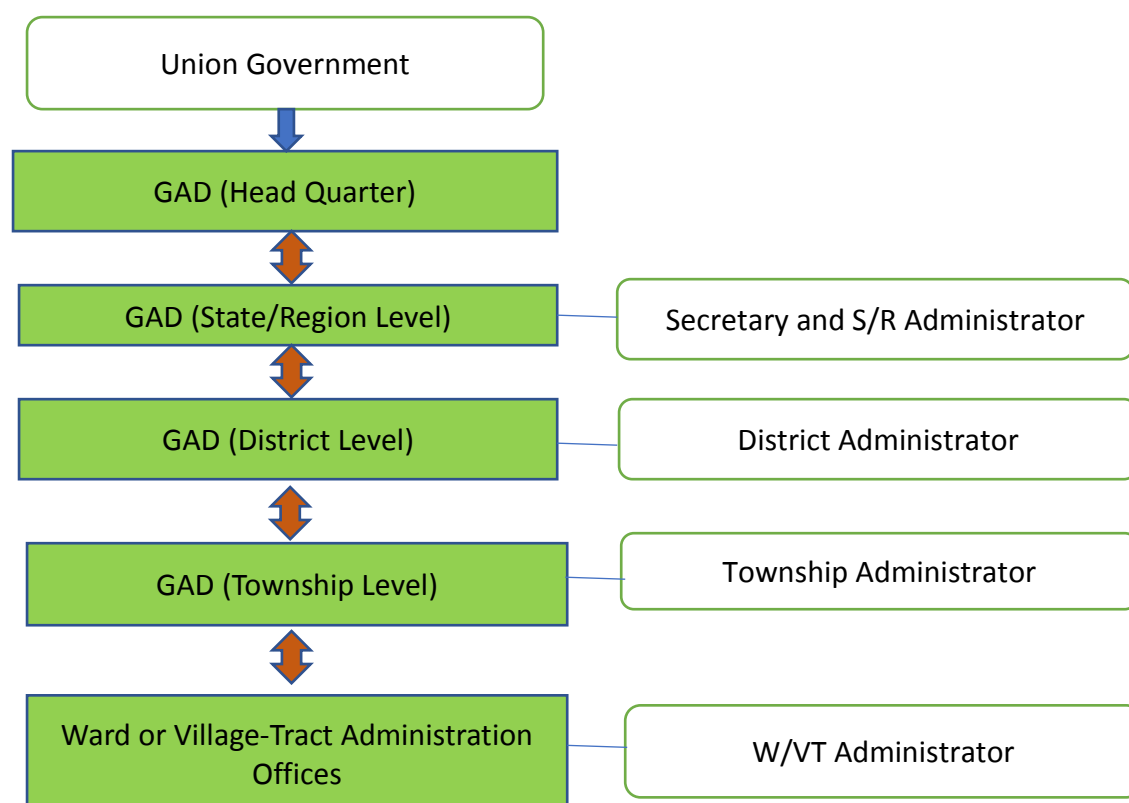 Union Government
GAD (Head Quarter)
GAD (State/Region Level)
Secretary and S/R Administrator
GAD (District Level)
District Administrator
GAD (Township Level)
Township Administrator
Ward or Village-Tract Administration
Offices
W/VT Administrator